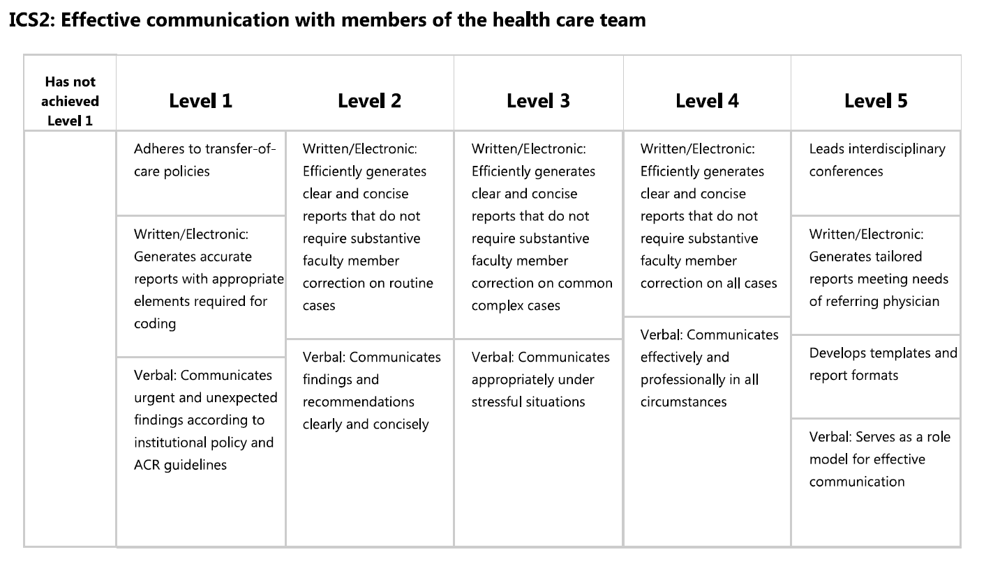 ICS2: Effective communication with members of the health care team
Has not
achieved
Level 1
Level 1
Level 2
Level 3
Level 4
Level 5
Adheres to transfer-of-
care policies
Written/Electronic:
Generates accurate
reports with appropriate
elements required for
coding
Verbal: Communicates
urgent and unexpected
findings according to
institutional policy and
ACR guidelines
Written/Electronic:
Efficiently generates
clear and concise
reports that do not
require substantive
faculty member
correction on routine
cases
Verbal: Communicates
findings and
recommendations
clearly and concisely
Written/Electronic:
Efficiently generates
clear and concise
reports that do not
require substantive
faculty member
correction on common
complex cases
Verbal: Communicates
appropriately under
stressful situations
Written/Electronic:
Efficiently generates
clear and concise
reports that do not
require substantive
faculty member
correction on all cases
Verbal: Communicates
effectively and
professionally in all
circumstances
Leads interdisciplinary
conferences
Written/Electronic:
Generates tailored
reports meeting needs
of referring physician
Develops templates and
report formats
Verbal: Serves as a role
model for effective
communication